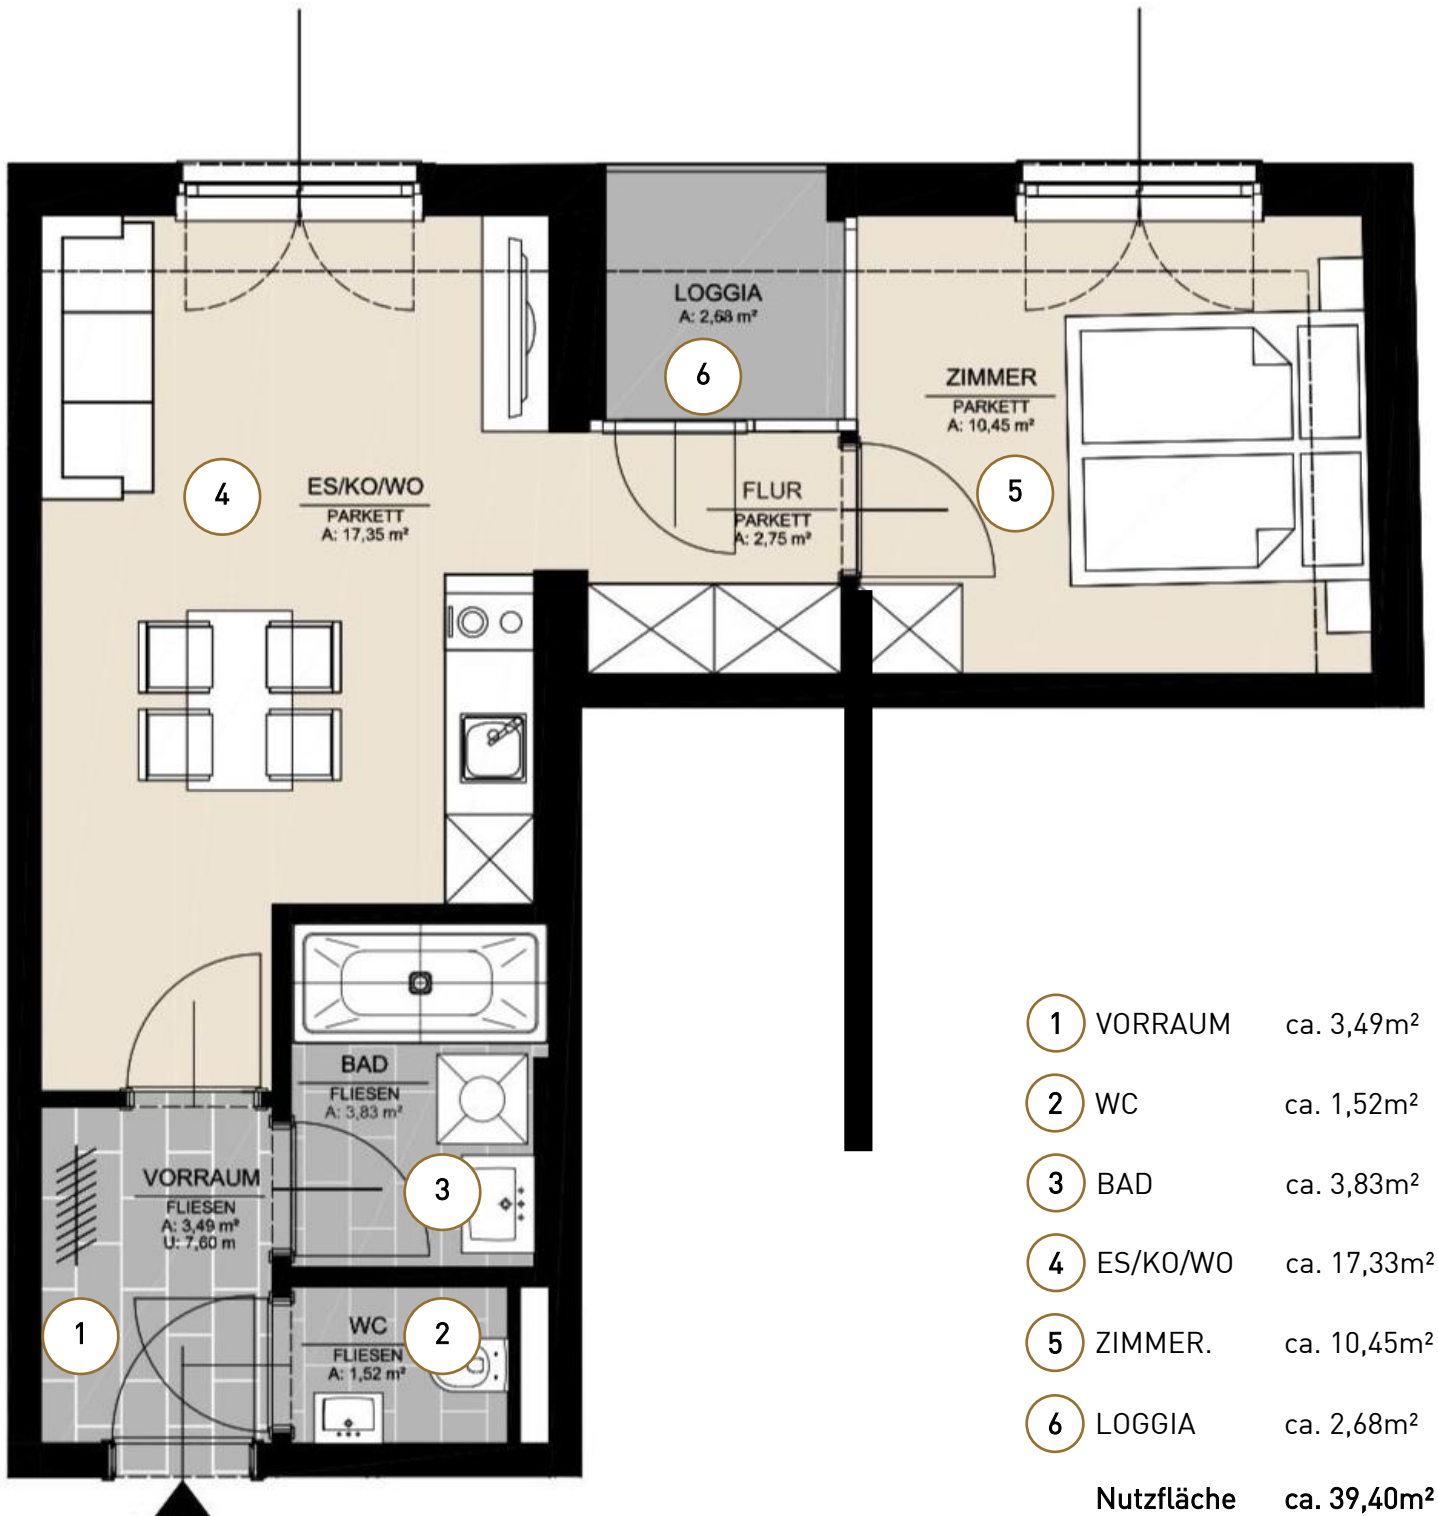 LOGGIA
A: 2,68 m²
6
ZIMMER
PARKETT
A: 10,45 m²
5
4
ES/KO/WO
PARKETT
A: 17,35 m²
FLUR
PARKETT
A: 2,75 m²
BAD
FLIESEN
A: 3,83 m²
3
VORRAUM
FLIESEN
A: 3,49 m²
U: 7,60 m
1
WC
FLIESEN
A: 1,52 m²
2
1 VORRAUM ca. 3,49m²
2 WC ca. 1,52m²
3 BAD ca. 3,83m²
4 ES/KO/WO ca. 17,33m²
5 ZIMMER. ca. 10,45m²
6 LOGGIA ca. 2,68m²
Nutzfläche ca. 39,40m²